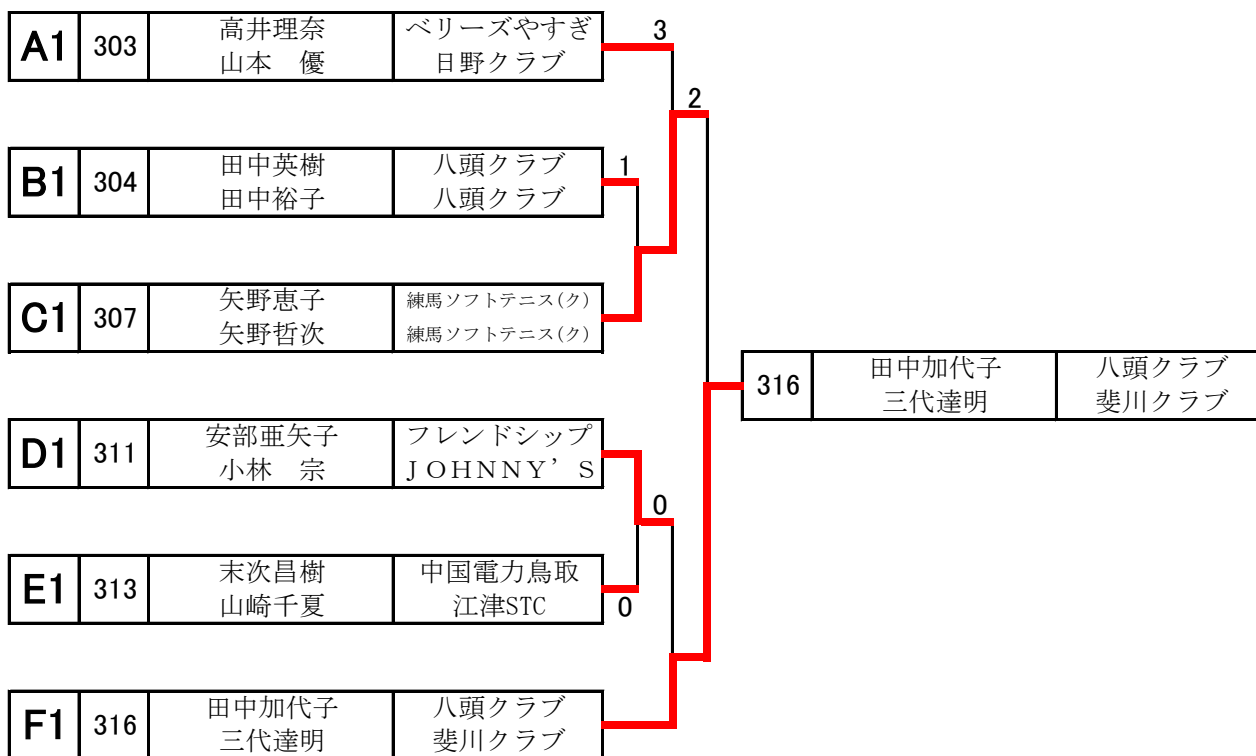 A1 303 高井理奈 ベリーズやすぎ 3
山本　優 日野クラブ
2
B1 304 田中英樹 八頭クラブ 1
田中裕子 八頭クラブ
C1 307 矢野恵子 練馬ソフトテニス(ク)
矢野哲次 練馬ソフトテニス(ク)
316 田中加代子 八頭クラブ
三代達明 斐川クラブ
D1 311 安部亜矢子 フレンドシップ
小林　宗 ＪＯＨＮＮＹ’Ｓ
0
E1 313 末次昌樹 中国電力鳥取
山崎千夏 江津STC 0
F1 316 田中加代子 八頭クラブ
三代達明 斐川クラブ